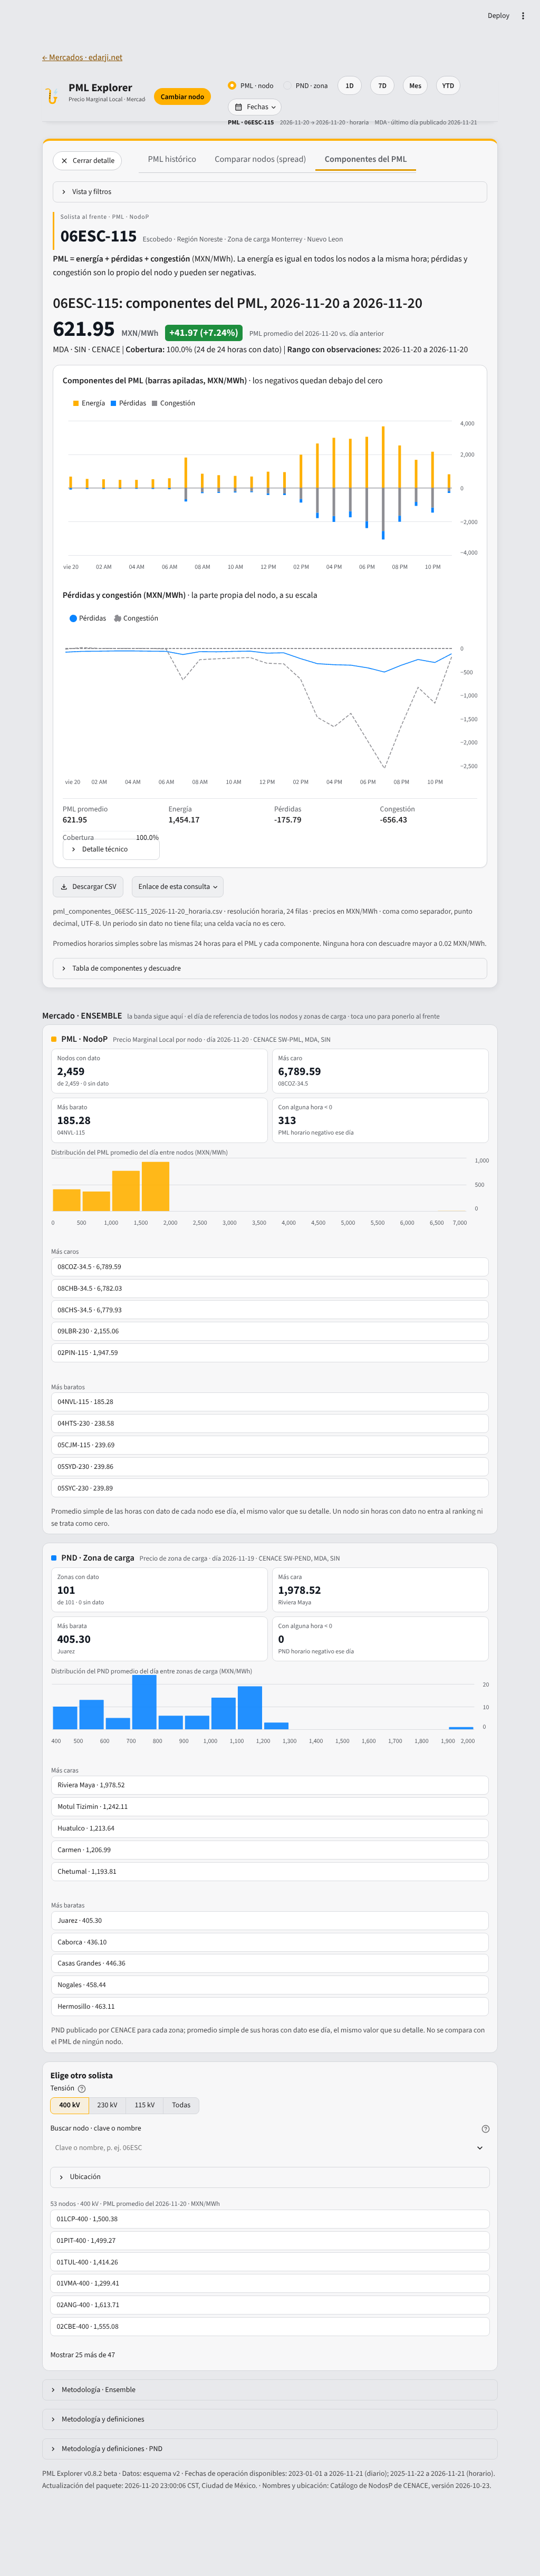 Deploy
← Mercados · edarji.net
PML Explorer
Precio Marginal Local · Mercad
Cambiar nodo
PML · nodo
PND · zona
1D
7D
Mes
YTD
Fechas
PML · 06ESC-115 2026-11-20 → 2026-11-20 · horaria MDA · último día publicado 2026-11-21
Cerrar detalle
PML histórico
Comparar nodos (spread)
Componentes del PML
Vista y filtros
Solista al frente · PML · NodoP
06ESC-115 Escobedo · Región Noreste · Zona de carga Monterrey · Nuevo Leon
PML = energía + pérdidas + congestión (MXN/MWh). La energía es igual en todos los nodos a la misma hora; pérdidas y
congestión son lo propio del nodo y pueden ser negativas.
06ESC-115: componentes del PML, 2026-11-20 a 2026-11-20
621.95 MXN/MWh +41.97 (+7.24%) PML promedio del 2026-11-20 vs. día anterior
MDA · SIN · CENACE | Cobertura: 100.0% (24 de 24 horas con dato) | Rango con observaciones: 2026-11-20 a 2026-11-20
Componentes del PML (barras apiladas, MXN/MWh) · los negativos quedan debajo del cero
Energía Pérdidas Congestión
4,000
2,000
0
−2,000
−4,000
vie 20 02 AM 04 AM 06 AM 08 AM 10 AM 12 PM 02 PM 04 PM 06 PM 08 PM 10 PM
Pérdidas y congestión (MXN/MWh) · la parte propia del nodo, a su escala
Pérdidas Congestión
0
−500
−1,000
−1,500
−2,000
−2,500
vie 20 02 AM 04 AM 06 AM 08 AM 10 AM 12 PM 02 PM 04 PM 06 PM 08 PM 10 PM
PML promedio Energía Pérdidas Congestión
621.95 1,454.17 -175.79 -656.43
Cobertura 100.0%
Detalle técnico
Descargar CSV
Enlace de esta consulta
pml_componentes_06ESC-115_2026-11-20_horaria.csv · resolución horaria, 24 filas · precios en MXN/MWh · coma como separador, punto
decimal, UTF-8. Un periodo sin dato no tiene fila; una celda vacía no es cero.
Promedios horarios simples sobre las mismas 24 horas para el PML y cada componente. Ninguna hora con descuadre mayor a 0.02 MXN/MWh.
Tabla de componentes y descuadre
Mercado · ENSEMBLE la banda sigue aquí · el día de referencia de todos los nodos y zonas de carga · toca uno para ponerlo al frente
PML · NodoP Precio Marginal Local por nodo · día 2026-11-20 · CENACE SW-PML, MDA, SIN
Nodos con dato
2,459
de 2,459 · 0 sin dato
Más caro
6,789.59
08COZ-34.5
Más barato
185.28
04NVL-115
Con alguna hora < 0
313
PML horario negativo ese día
Distribución del PML promedio del día entre nodos (MXN/MWh)
1,000
500
0
0 500 1,000 1,500 2,000 2,500 3,000 3,500 4,000 4,500 5,000 5,500 6,000 6,500 7,000
Más caros
08COZ-34.5 · 6,789.59
08CHB-34.5 · 6,782.03
08CHS-34.5 · 6,779.93
09LBR-230 · 2,155.06
02PIN-115 · 1,947.59
Más baratos
04NVL-115 · 185.28
04HTS-230 · 238.58
05CJM-115 · 239.69
05SYD-230 · 239.86
05SYC-230 · 239.89
Promedio simple de las horas con dato de cada nodo ese día, el mismo valor que su detalle. Un nodo sin horas con dato no entra al ranking ni
se trata como cero.
PND · Zona de carga Precio de zona de carga · día 2026-11-19 · CENACE SW-PEND, MDA, SIN
Zonas con dato
101
de 101 · 0 sin dato
Más cara
1,978.52
Riviera Maya
Más barata
405.30
Juarez
Con alguna hora < 0
0
PND horario negativo ese día
Distribución del PND promedio del día entre zonas de carga (MXN/MWh)
20
10
0
400 500 600 700 800 900 1,000 1,100 1,200 1,300 1,400 1,500 1,600 1,700 1,800 1,900 2,000
Más caras
Riviera Maya · 1,978.52
Motul Tizimin · 1,242.11
Huatulco · 1,213.64
Carmen · 1,206.99
Chetumal · 1,193.81
Más baratas
Juarez · 405.30
Caborca · 436.10
Casas Grandes · 446.36
Nogales · 458.44
Hermosillo · 463.11
PND publicado por CENACE para cada zona; promedio simple de sus horas con dato ese día, el mismo valor que su detalle. No se compara con
el PML de ningún nodo.
Elige otro solista
Tensión
400 kV 230 kV 115 kV Todas
Buscar nodo · clave o nombre
Clave o nombre, p. ej. 06ESC
Ubicación
53 nodos · 400 kV · PML promedio del 2026-11-20 · MXN/MWh
01LCP-400 · 1,500.38
01PIT-400 · 1,499.27
01TUL-400 · 1,414.26
01VMA-400 · 1,299.41
02ANG-400 · 1,613.71
02CBE-400 · 1,555.08
Mostrar 25 más de 47
Metodología · Ensemble
Metodología y definiciones
Metodología y definiciones · PND
PML Explorer v0.8.2 beta · Datos: esquema v2 · Fechas de operación disponibles: 2023-01-01 a 2026-11-21 (diario); 2025-11-22 a 2026-11-21 (horario).
Actualización del paquete: 2026-11-20 23:00:06 CST, Ciudad de México. · Nombres y ubicación: Catálogo de NodosP de CENACE, versión 2026-10-23.